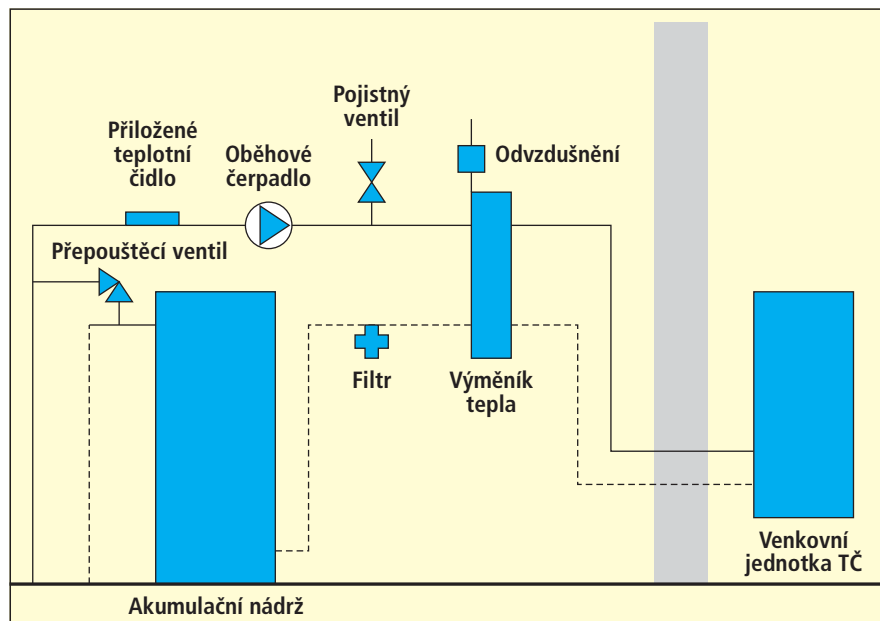 Pojistný
ventil
Přiložené
teplotní
čidlo
Oběhové
čerpadlo
Odvzdušnění
Přepouštěcí ventil
Filtr
Výměník
tepla
Venkovní
jednotka TČ
Akumulační nádrž